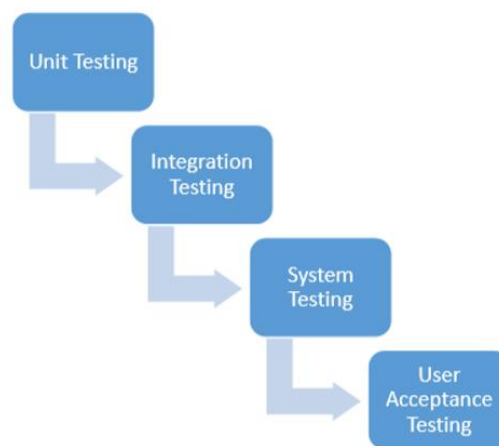 Unit Testing
Integration
Testing
System
Testing
User
Acceptance
Testing